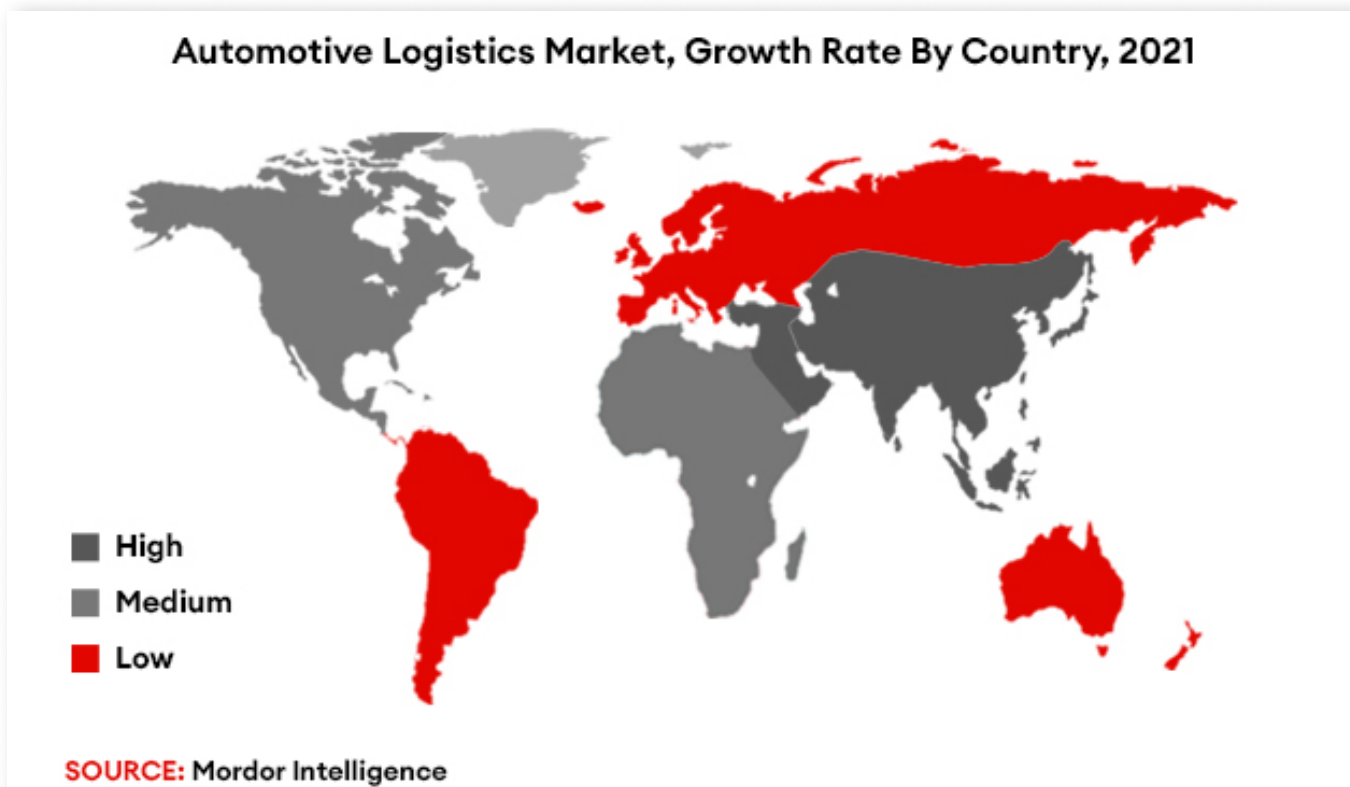 Automotive Logistics Market, Growth Rate By Country, 2021
High
Medium
Low
SOURCE: Mordor Intelligence